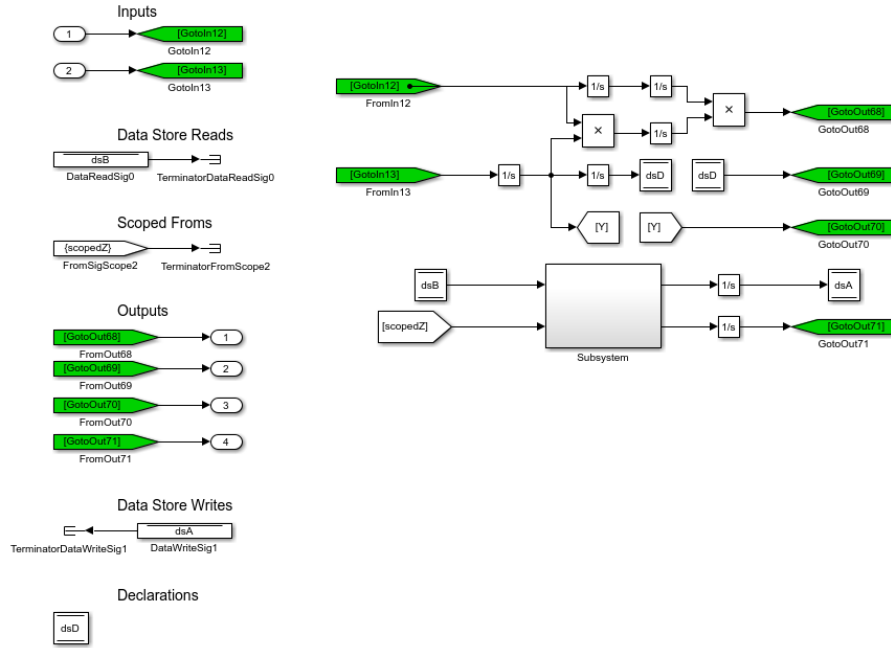 Inputs
1
[GotoIn12]
GotoIn12
2
[GotoIn13]
GotoIn13
Data Store Reads
dsB
DataReadSig0
TerminatorDataReadSig0
Scoped Froms
{scopedZ}
FromSigScope2
TerminatorFromScope2
Outputs
[GotoOut68]
1
FromOut68
[GotoOut69]
2
FromOut69
[GotoOut70]
3
FromOut70
[GotoOut71]
4
FromOut71
Data Store Writes
dsA
TerminatorDataWriteSig1
DataWriteSig1
Declarations
dsD
[GotoIn12]
FromIn12
1/s
1/s
×
[GotoOut68]
GotoOut68
×
1/s
[GotoIn13]
FromIn13
1/s
1/s
dsD
dsD
[GotoOut69]
GotoOut69
[Y]
[Y]
[GotoOut70]
GotoOut70
dsB
1/s
dsA
[scopedZ]
1/s
[GotoOut71]
GotoOut71
Subsystem